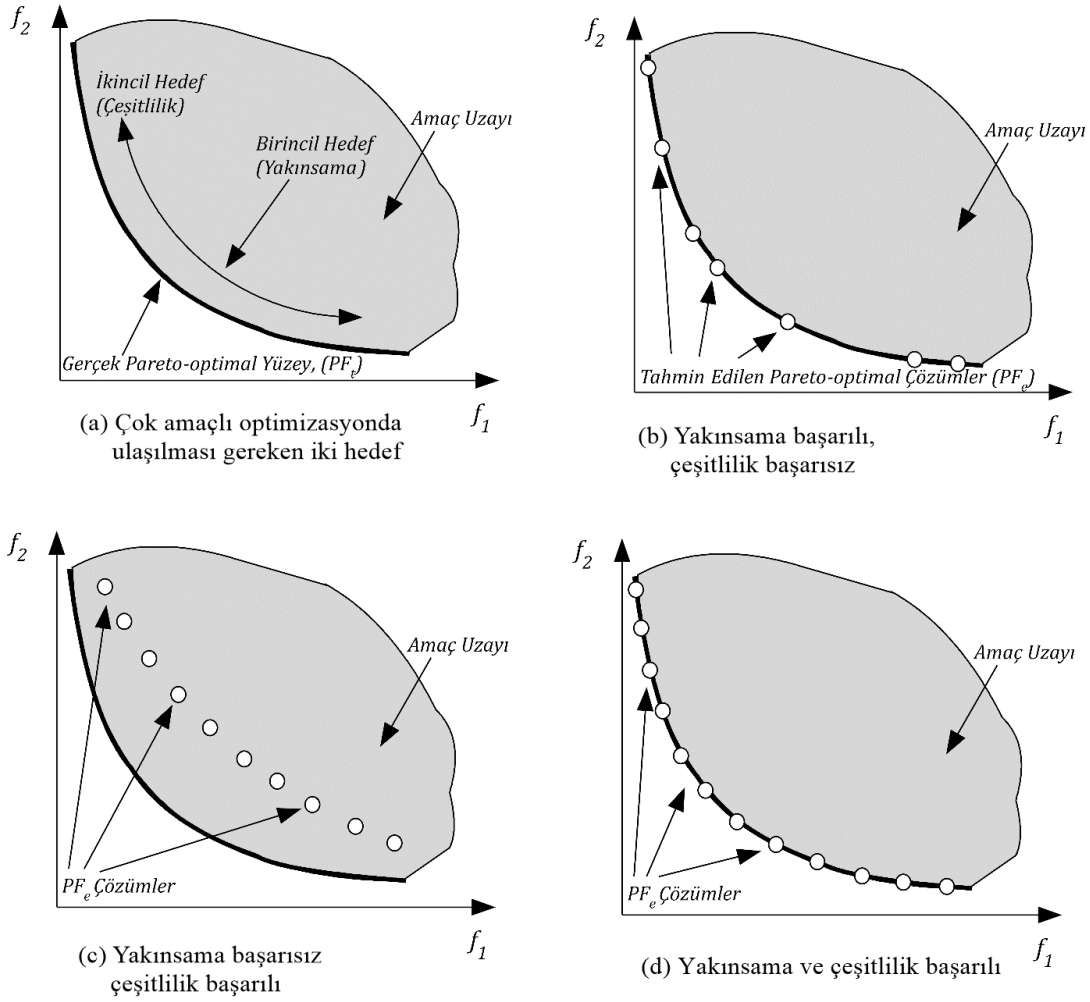 f2
İkincil Hedef
(Çeşitlilik)
Birincil Hedef
(Yakınsama)
Amaç Uzayı
Gerçek Pareto-optimal Yüzey, (PFt)
f1
(a) Çok amaçlı optimizasyonda
ulaşılması gereken iki hedef
f2
Amaç Uzayı
Tahmin Edilen Pareto-optimal Çözümler (PFe)
f1
(b) Yakınsama başarılı,
çeşitlilik başarısız
f2
Amaç Uzayı
PFe Çözümler
f1
(c) Yakınsama başarısız
çeşitlilik başarılı
f2
Amaç Uzayı
PFe Çözümler
f1
(d) Yakınsama ve çeşitlilik başarılı